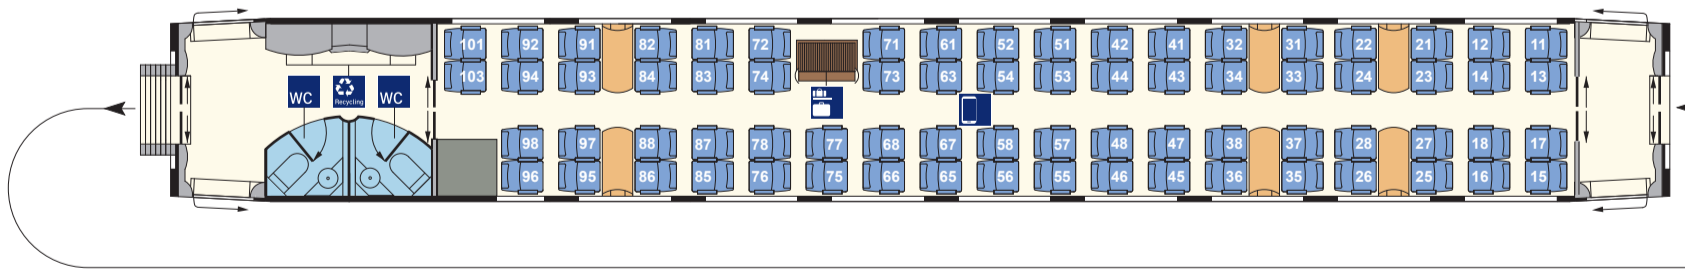 101 92 91 82 81 72 71 61 52 51 42 41 32 31 22 21 12 11
103 94 93 84 83 74 73 63 54 53 44 43 34 33 24 23 14 13
WC Recycling WC
98 97 88 87 78 77 68 67 58 57 48 47 38 37 28 27 18 17
96 95 86 85 76 75 66 65 56 55 46 45 36 35 26 25 16 15